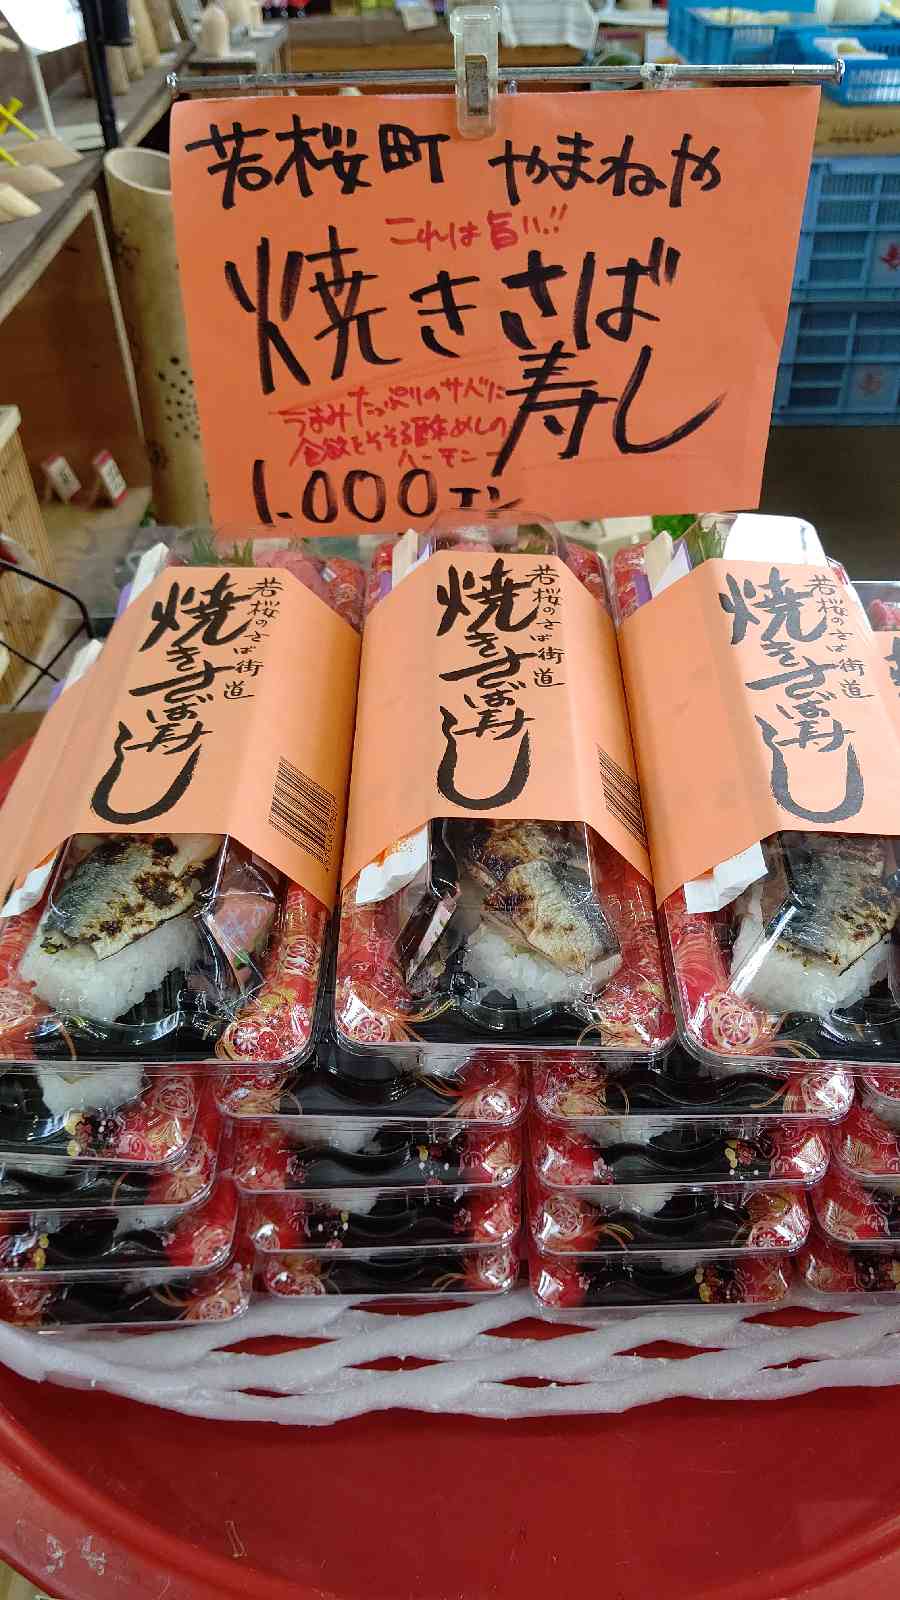 若桜町 やまねや
これは旨い!!
焼きさば
寿し
うまみたっぷりのサバに
食欲をそそる酢めしの
ハーモニー
1.000エン
若桜のさば街道
焼きさば寿し
若桜のさば街道
焼きさば寿し
若桜のさば街道
焼きさば寿し